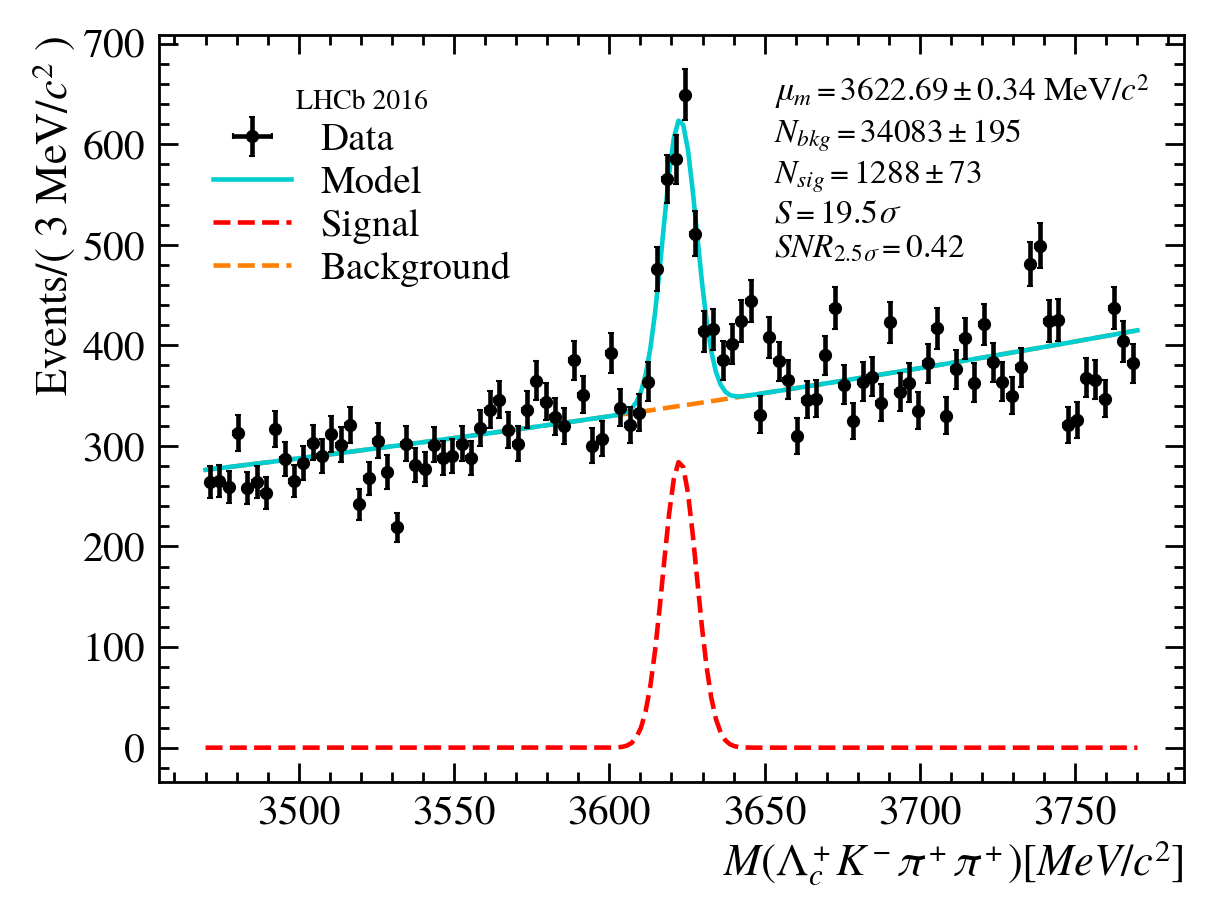 Events/( 3 MeV/c² )
700
600
500
400
300
200
100
0
LHCb 2016
Data
Model
Signal
Background
μₘ = 3622.69 ± 0.34 MeV/c²
N_bkg = 34083 ± 195
N_sig = 1288 ± 73
S = 19.5σ
SNR_2.5σ = 0.42
3500 3550 3600 3650 3700 3750
M(Λ_c⁺ K⁻ π⁺ π⁺)[MeV/c²]